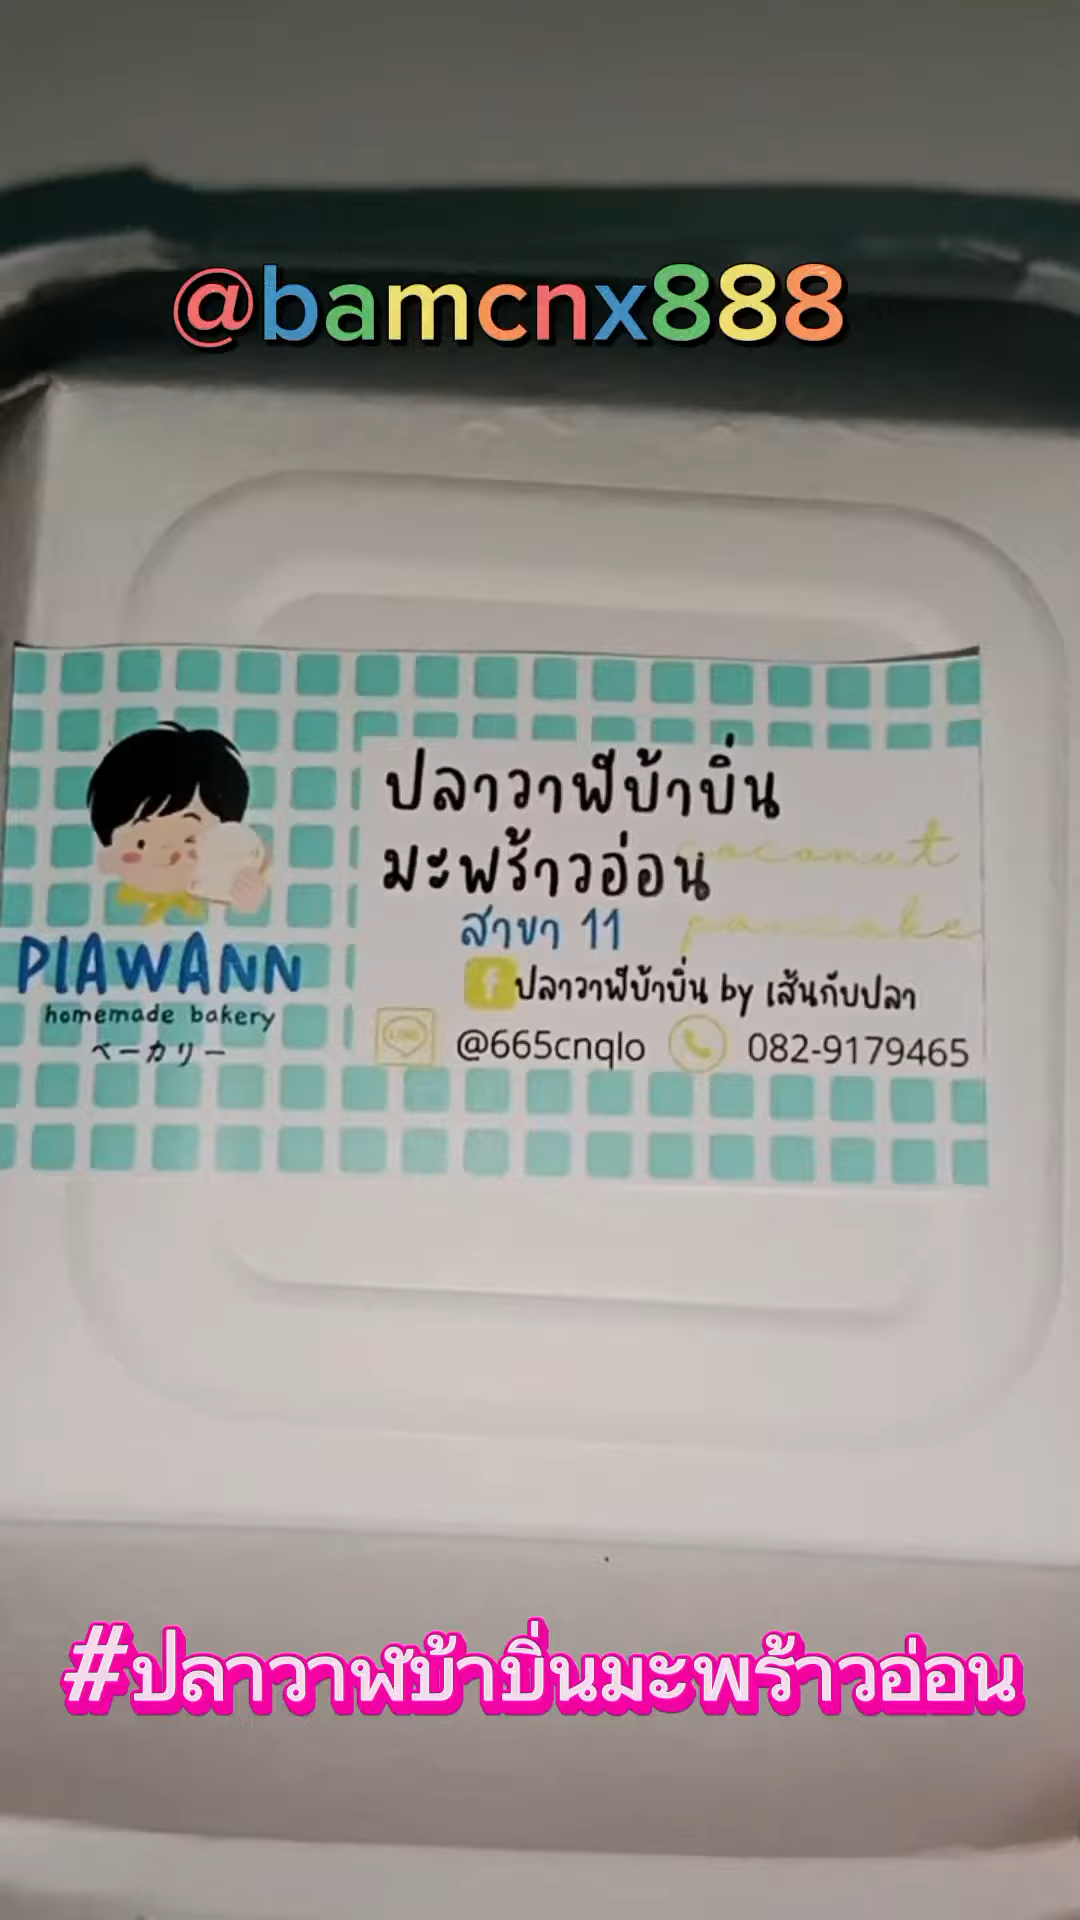 @bamcnx888
ปลาวาฬบ้าบิ่น
มะพร้าวอ่อน
coconut
pancake
สาขา 11
PIAWANN
homemade bakery
ベーカリー
f ปลาวาฬบ้าบิ่น by เส้นกับปลา
LINE @665cnqlo 082-9179465
#ปลาวาฬบ้าบิ่นมะพร้าวอ่อน